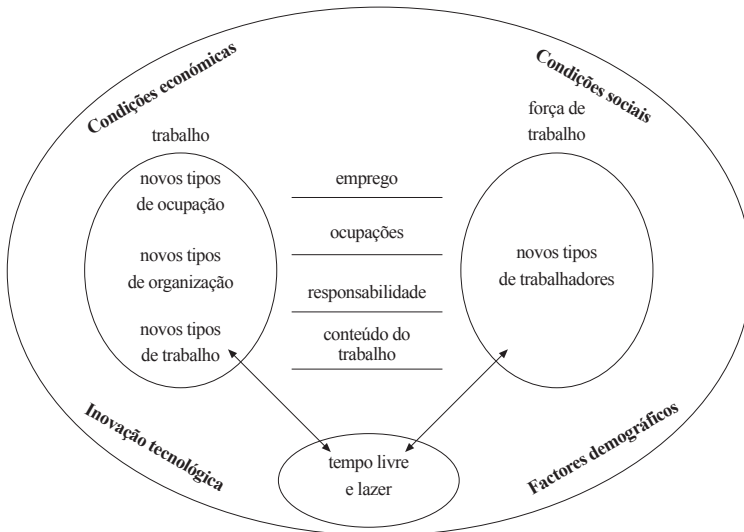 Condições económicas
Condições sociais
trabalho
novos tipos
de ocupação
novos tipos
de organização
novos tipos
de trabalho
emprego
ocupações
responsabilidade
conteúdo do
trabalho
força de
trabalho
novos tipos
de trabalhadores
Inovação tecnológica
tempo livre
e lazer
Factores demográficos